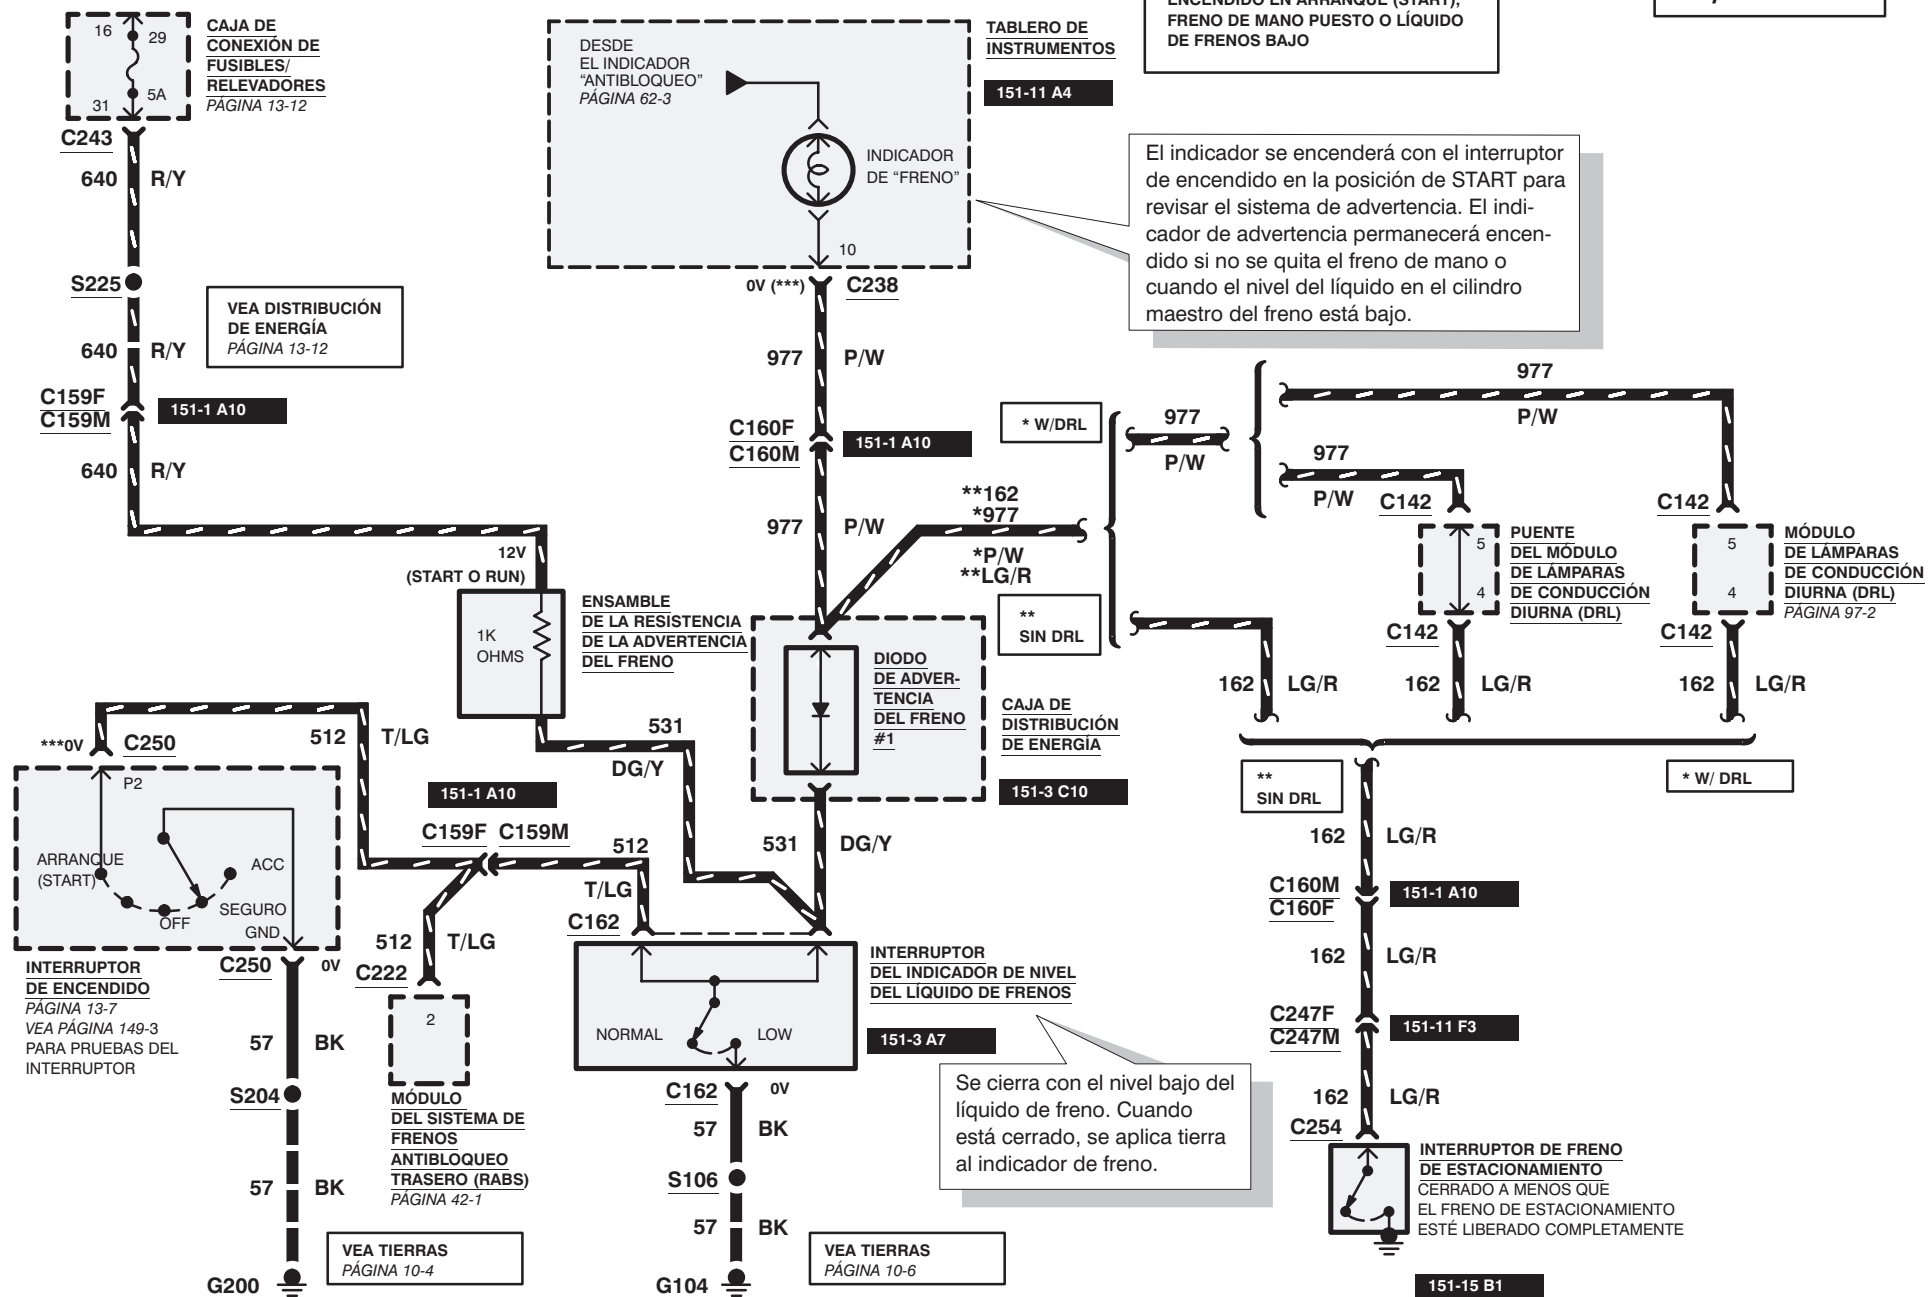 16
29
5A
31
CAJA DE
CONEXIÓN DE
FUSIBLES/
RELEVADORES
PÁGINA 13-12
C243
640 R/Y
S225
VEA DISTRIBUCIÓN
DE ENERGÍA
PÁGINA 13-12
640 R/Y
C159F
C159M
151-1 A10
640 R/Y
DESDE
EL INDICADOR
“ANTIBLOQUEO”
PÁGINA 62-3
INDICADOR
DE “FRENO”
10
TABLERO DE
INSTRUMENTOS
151-11 A4
FRENO DE MANO PUESTO O LÍQUIDO
DE FRENOS BAJO
El indicador se encenderá con el interruptor
de encendido en la posición de START para
revisar el sistema de advertencia. El indi-
cador de advertencia permanecerá encen-
dido si no se quita el freno de mano o
cuando el nivel del líquido en el cilindro
maestro del freno está bajo.
0V (***)
C238
977 P/W
C160F
C160M
151-1 A10
977 P/W
**162
*977
*P/W
**LG/R
* W/DRL
977
P/W
**
SIN DRL
977
P/W
977
P/W
C142
5
4
C142
PUENTE
DEL MÓDULO
DE LÁMPARAS
DE CONDUCCIÓN
DIURNA (DRL)
C142
5
4
C142
MÓDULO
DE LÁMPARAS
DE CONDUCCIÓN
DIURNA (DRL)
PÁGINA 97-2
162 LG/R
162 LG/R
162 LG/R
12V
(START O RUN)
1K
OHMS
ENSAMBLE
DE LA RESISTENCIA
DE LA ADVERTENCIA
DEL FRENO
DIODO
DE ADVER-
TENCIA
DEL FRENO
#1
CAJA DE
DISTRIBUCIÓN
DE ENERGÍA
151-3 C10
***0V
C250
512 T/LG
531
DG/Y
P2
ARRANQUE
(START)
ACC
OFF
SEGURO
GND
151-1 A10
C159F C159M
512
T/LG
531 DG/Y
INTERRUPTOR
DE ENCENDIDO
PÁGINA 13-7
VEA PÁGINA 149-3
PARA PRUEBAS DEL
INTERRUPTOR
C250
0V
57 BK
S204
57 BK
G200
VEA TIERRAS
PÁGINA 10-4
512 T/LG
C222
2
MÓDULO
DEL SISTEMA DE
FRENOS
ANTIBLOQUEO
TRASERO (RABS)
PÁGINA 42-1
C162
NORMAL
LOW
INTERRUPTOR
DEL INDICADOR DE NIVEL
DEL LÍQUIDO DE FRENOS
151-3 A7
C162
0V
57 BK
S106
57 BK
G104
VEA TIERRAS
PÁGINA 10-6
Se cierra con el nivel bajo del
líquido de freno. Cuando
está cerrado, se aplica tierra
al indicador de freno.
**
SIN DRL
* W/ DRL
162 LG/R
C160M
C160F
151-1 A10
162 LG/R
C247F
C247M
151-11 F3
162 LG/R
C254
INTERRUPTOR DE FRENO
DE ESTACIONAMIENTO
CERRADO A MENOS QUE
EL FRENO DE ESTACIONAMIENTO
ESTÉ LIBERADO COMPLETAMENTE
151-15 B1